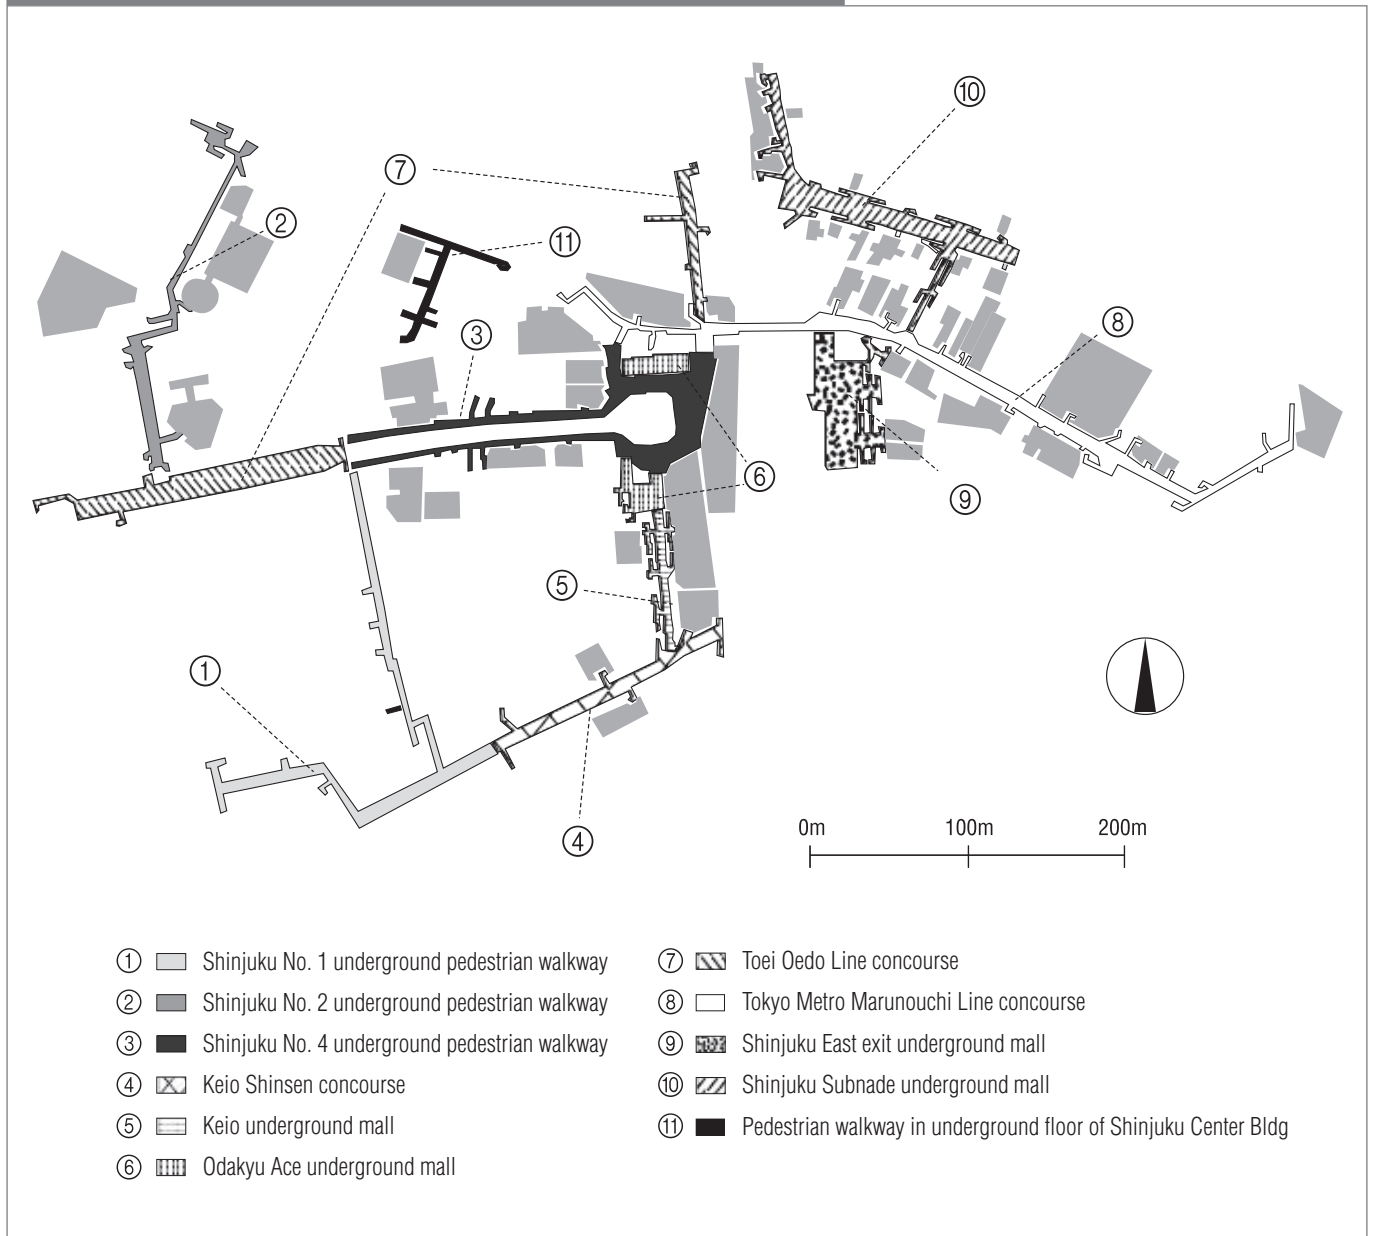 ⑩
⑦
②
⑪
⑧
③
⑥
⑨
⑤
①
④
0m 100m 200m
① Shinjuku No. 1 underground pedestrian walkway
② Shinjuku No. 2 underground pedestrian walkway
③ Shinjuku No. 4 underground pedestrian walkway
④ Keio Shinsen concourse
⑤ Keio underground mall
⑥ Odakyu Ace underground mall
⑦ Toei Oedo Line concourse
⑧ Tokyo Metro Marunouchi Line concourse
⑨ Shinjuku East exit underground mall
⑩ Shinjuku Subnade underground mall
⑪ Pedestrian walkway in underground floor of Shinjuku Center Bldg